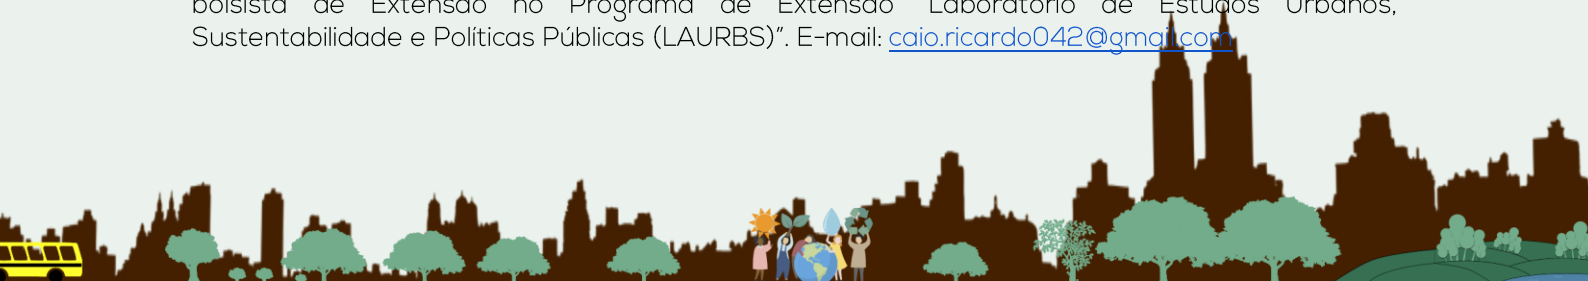 bolsista de Extensão no Programa de Extensão “Laboratório de Estudos Urbanos,
Sustentabilidade e Políticas Públicas (LAURBS)”. E-mail: caio.ricardo042@gmail.com